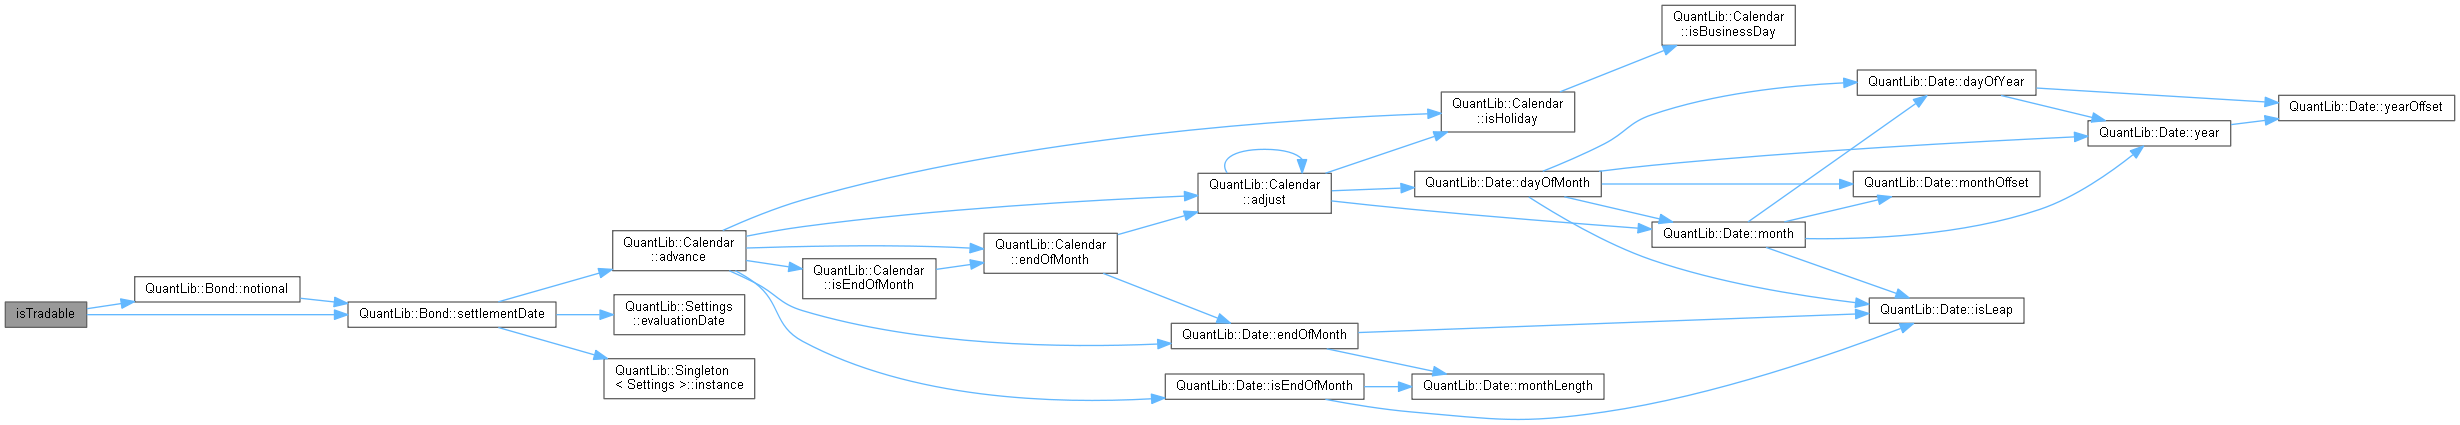 isTradable
QuantLib::Bond::notional
QuantLib::Bond::settlementDate
QuantLib::Calendar
::advance
QuantLib::Settings
::evaluationDate
QuantLib::Singleton
< Settings >::instance
QuantLib::Calendar
::isEndOfMonth
QuantLib::Calendar
::endOfMonth
QuantLib::Calendar
::adjust
QuantLib::Date::endOfMonth
QuantLib::Date::isEndOfMonth
QuantLib::Calendar
::isHoliday
QuantLib::Date::dayOfMonth
QuantLib::Date::monthLength
QuantLib::Calendar
::isBusinessDay
QuantLib::Date::month
QuantLib::Date::dayOfYear
QuantLib::Date::monthOffset
QuantLib::Date::isLeap
QuantLib::Date::year
QuantLib::Date::yearOffset